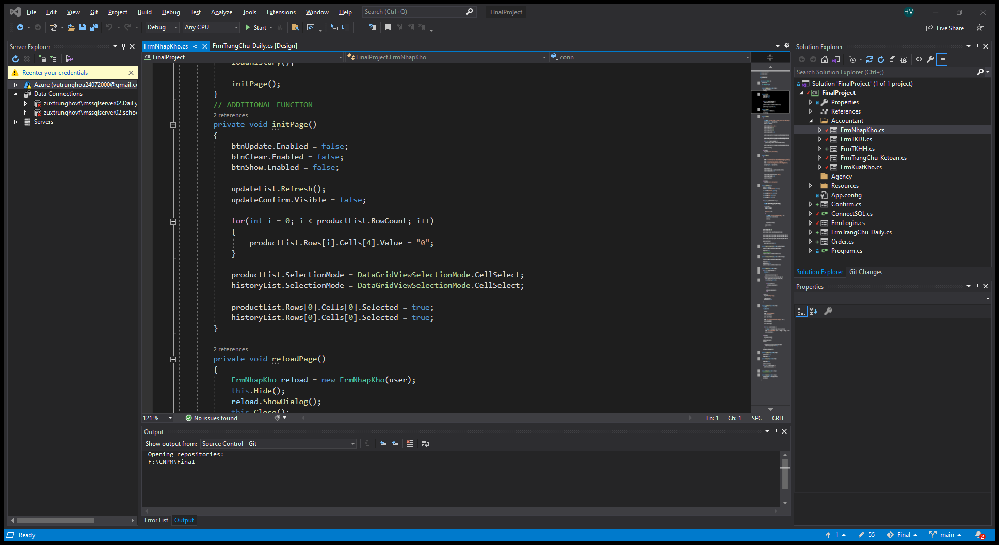 File Edit View Git Project Build Debug Test Analyze Tools Extensions Window Help Search (Ctrl+Q) FinalProject HV
Debug Any CPU Start Live Share
Server Explorer
Reenter your credentials
Azure (vutrunghoa24072000@gmail.cc
Data Connections
zuxtrunghovf\mssqlserver02.DaiLy
zuxtrunghovf\mssqlserver02.schoo
Servers
FrmNhapKho.cs FrmTrangChu_Daily.cs [Design]
FinalProject FinalProject.FrmNhapKho conn
loadHistory();
initPage();
}
// ADDITIONAL FUNCTION
2 references
private void initPage()
{
btnUpdate.Enabled = false;
btnClear.Enabled = false;
btnShow.Enabled = false;
updateList.Refresh();
updateConfirm.Visible = false;
for(int i = 0; i < productList.RowCount; i++)
{
productList.Rows[i].Cells[4].Value = "0";
}
productList.SelectionMode = DataGridViewSelectionMode.CellSelect;
historyList.SelectionMode = DataGridViewSelectionMode.CellSelect;
productList.Rows[0].Cells[0].Selected = true;
historyList.Rows[0].Cells[0].Selected = true;
}
2 references
private void reloadPage()
{
FrmNhapKho reload = new FrmNhapKho(user);
this.Hide();
reload.ShowDialog();
this.Close();
121 % No issues found Ln: 1 Ch: 1 SPC CRLF
Output
Show output from: Source Control - Git
Opening repositories:
F:\CNPM\Final
Error List Output
Solution Explorer
Search Solution Explorer (Ctrl+;)
Solution 'FinalProject' (1 of 1 project)
FinalProject
Properties
References
Accountant
FrmNhapKho.cs
FrmTKDT.cs
FrmTKHH.cs
FrmTrangChu_Ketoan.cs
FrmXuatKho.cs
Agency
Resources
App.config
Confirm.cs
ConnectSQL.cs
FrmLogin.cs
FrmTrangChu_Daily.cs
Order.cs
Program.cs
Solution Explorer Git Changes
Properties
Ready 1 55 Final main 2